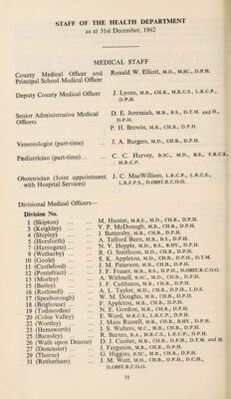 STAFF OF THE HEALTH DEPARTMENT
as at 31st December, 1962
MEDICAL STAFF
County Medical Officer and Principal School Medical Officer Ronald W. Elliott, M.D., M.SC., D.P.H.
Deputy County Medical Officer J. Lyons, M.B., CH.B., M.R.C.S., L.R.C.P., D.P.H.
Senior Administrative Medical Officers D. E. Jeremiah, M.B., B.S., D.T.M. and H., D.P.H.
P. H. Brewin, M.B., CH.B., D.P.H.
Venereologist (part-time) J. A. Burgess, M.D., CH.B., D.P.H.
Pædiatrician (part-time) ... C. C. Harvey, B.SC., M.D., B.S., F.R.C.S., M.R.C.P.
Obstetrician (Joint appointment with Hospital Services) J. C. MacWilliam, L.R.C.P., L.R.C.S., L.R.F.P.S., D.OBST.R.C.O.G.
Divisional Medical Officers—
Division No.
1 (Skipton) ... ... M. Hunter, M.B.E., M.D., CH.B., D.P.H.
3 (Keighley) ... ... V. P. McDonagh, M.B., CH.B., D.P.H.
4 (Shipley) ... ... J. Battersby, M.B., CH.B., D.P.H.
5 (Horsforth) ... ... A. Telford Burn, M.B., B.S., D.P.H.
7 (Harrogate) ... ... N. V. Hepple, M.D., B.S., B.HY., D.P.H.
9 (Wetherby) ... ... R. G. Smithson, M.D., CH.B., D.P.H.
10 (Goole) ... ... S. K. Appleton, M.D., CH.B., D.P.H., D.T.M.
11 (Castleford) ... ... J. M. Paterson, M.B., CH.B., D.P.H.
12 (Pontefract) ... ... J. F. Fraser, M.B., B.S., D.P.H., D.OBST.R.C.O.G.
13 (Morley) ... ... A. Withnell, B.SC., M.D., CH.B., D.P.H.
15 (Batley) ... ... J. F. Caithness, M.B., CH.B., D.P.H.
16 (Rothwell) ... ... A. L. Taylor, M.D., CH.B., D.P.H., L.D.S.
17 (Spenborough) ... W. M. Douglas, M.B., CH.B., D.P.H.
18 (Brighouse) ... ... F. Appleton, M.B., CH.B., D.P.H.
19 (Todmorden) ... ... N. E. Gordon, M.B., CH.B., D.P.H.
20 (Colne Valley) ... E. Ward, M.R.C.S., L.R.C.P., D.P.H.
22 (Wortley) ... ... J. Main Russell, M.B., CH.B., B.HY., D.P.H.
23 (Hemsworth) ... ... J. S. Walters, M.C., M.B., CH.B., D.P.H.
25 (Barnsley) ... ... R. Barnes, B.A., M.R.C.S., L.R.C.P., D.P.H.
26 (Wath upon Dearne) D. J. Cusiter, M.B., CH.B., D.P.H., D.T.M. and H.
27 (Doncaster) ... ... J. Ferguson, M.B., CH.B., D.P.H.
29 (Thorne) ... ... G. Higgins, B.SC., M.B., CH.B., D.P.H.
31 (Rotherham) ... ... J. M. Watt, M.D., CH.B., D.P.H., D.C.H., D.OBST.R.C.O.G.